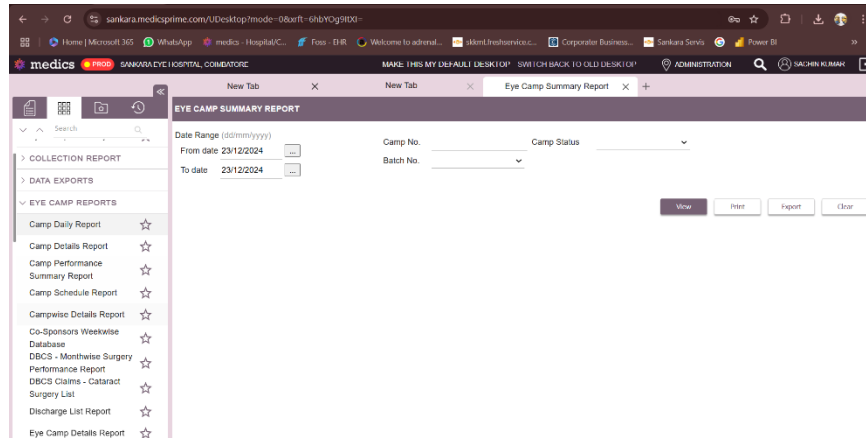 sankara.medicsprime.com/UDesktop?mode=0&xrft=6hbYOg9ItXI=
Home | Microsoft 365 WhatsApp medics - Hospital/C... Foss - EHR Welcome to adrenal... skkml.freshservice.c... Corporater Business... Sankara Servis Power BI »
medics PROD SANKARA EYE HOSPITAL, COIMBATORE MAKE THIS MY DEFAULT DESKTOP SWITCH BACK TO OLD DESKTOP ADMINISTRATION SACHIN KUMAR
« New Tab × New Tab × Eye Camp Summary Report × +
EYE CAMP SUMMARY REPORT
Search
Date Range (dd/mm/yyyy)
From date 23/12/2024 ... Camp No. Camp Status
To date 23/12/2024 ... Batch No.
View Print Export Clear
> COLLECTION REPORT
> DATA EXPORTS
EYE CAMP REPORTS
Camp Daily Report
Camp Details Report
Camp Performance
Summary Report
Camp Schedule Report
Campwise Details Report
Co-Sponsors Weekwise
Database
DBCS - Monthwise Surgery
Performance Report
DBCS Claims - Cataract
Surgery List
Discharge List Report
Eye Camp Details Report